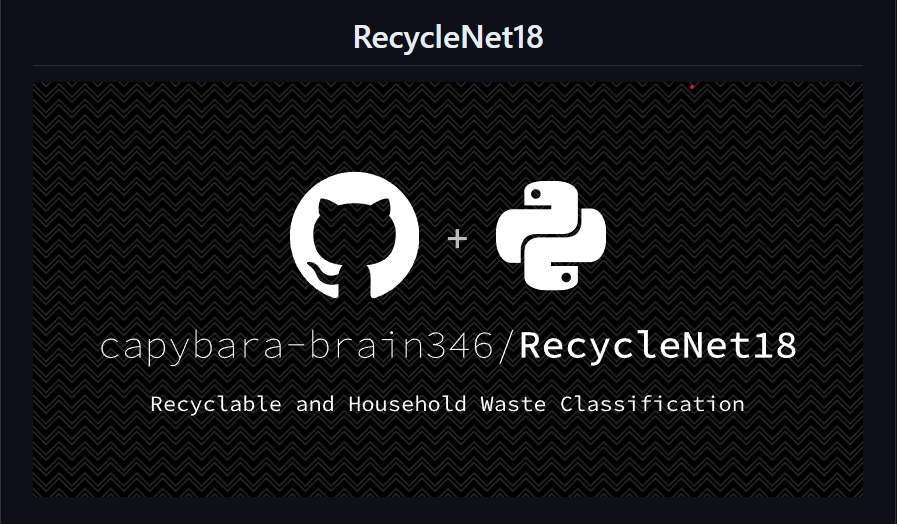 RecycleNet18
+
capybara-brain346/RecycleNet18
Recyclable and Household Waste Classification